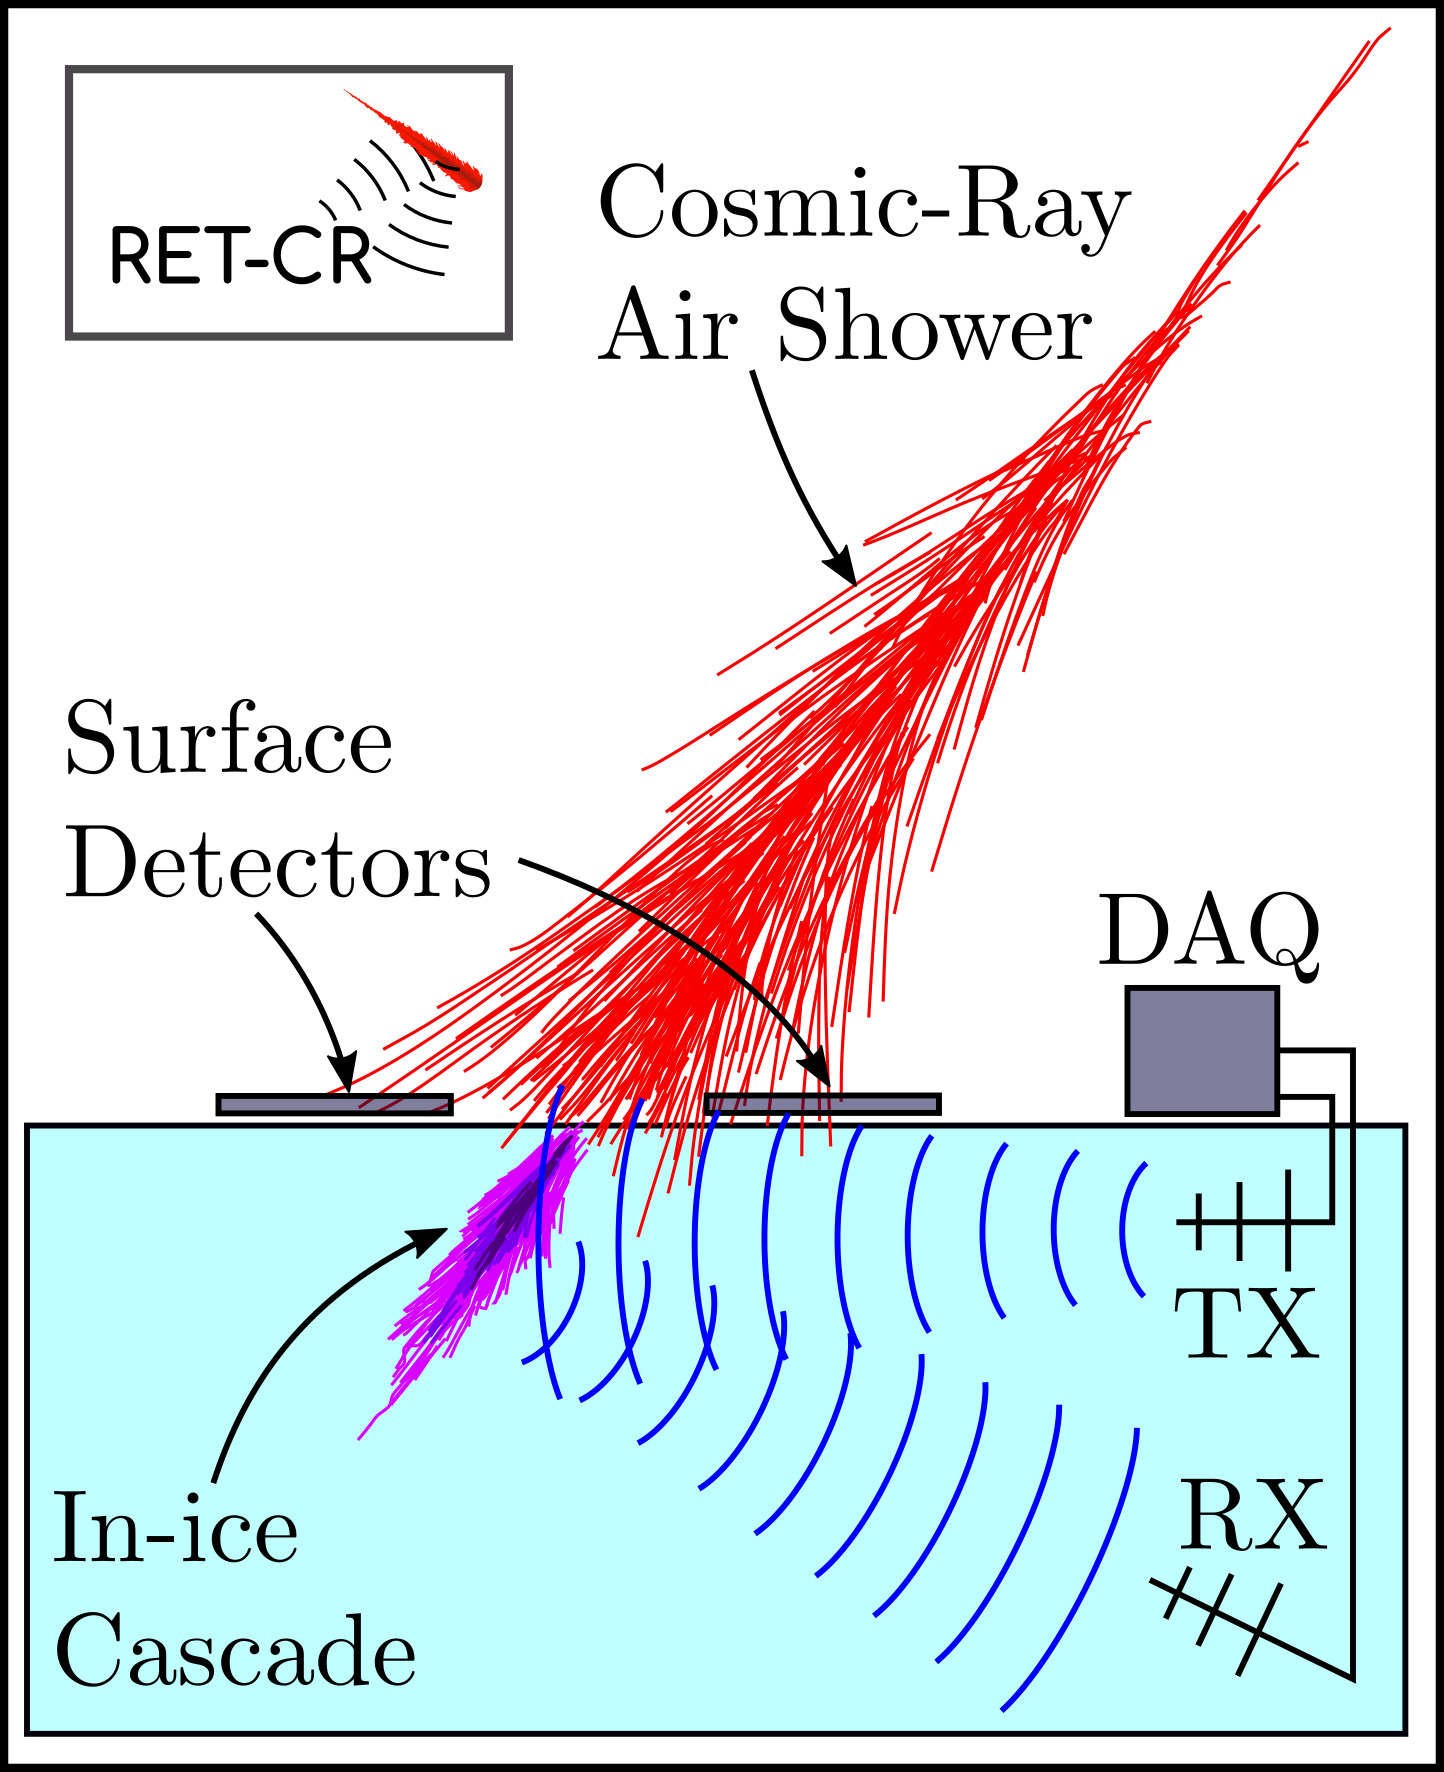 RET-CR
Cosmic-Ray
Air Shower
Surface
Detectors
DAQ
TX
RX
In-ice
Cascade